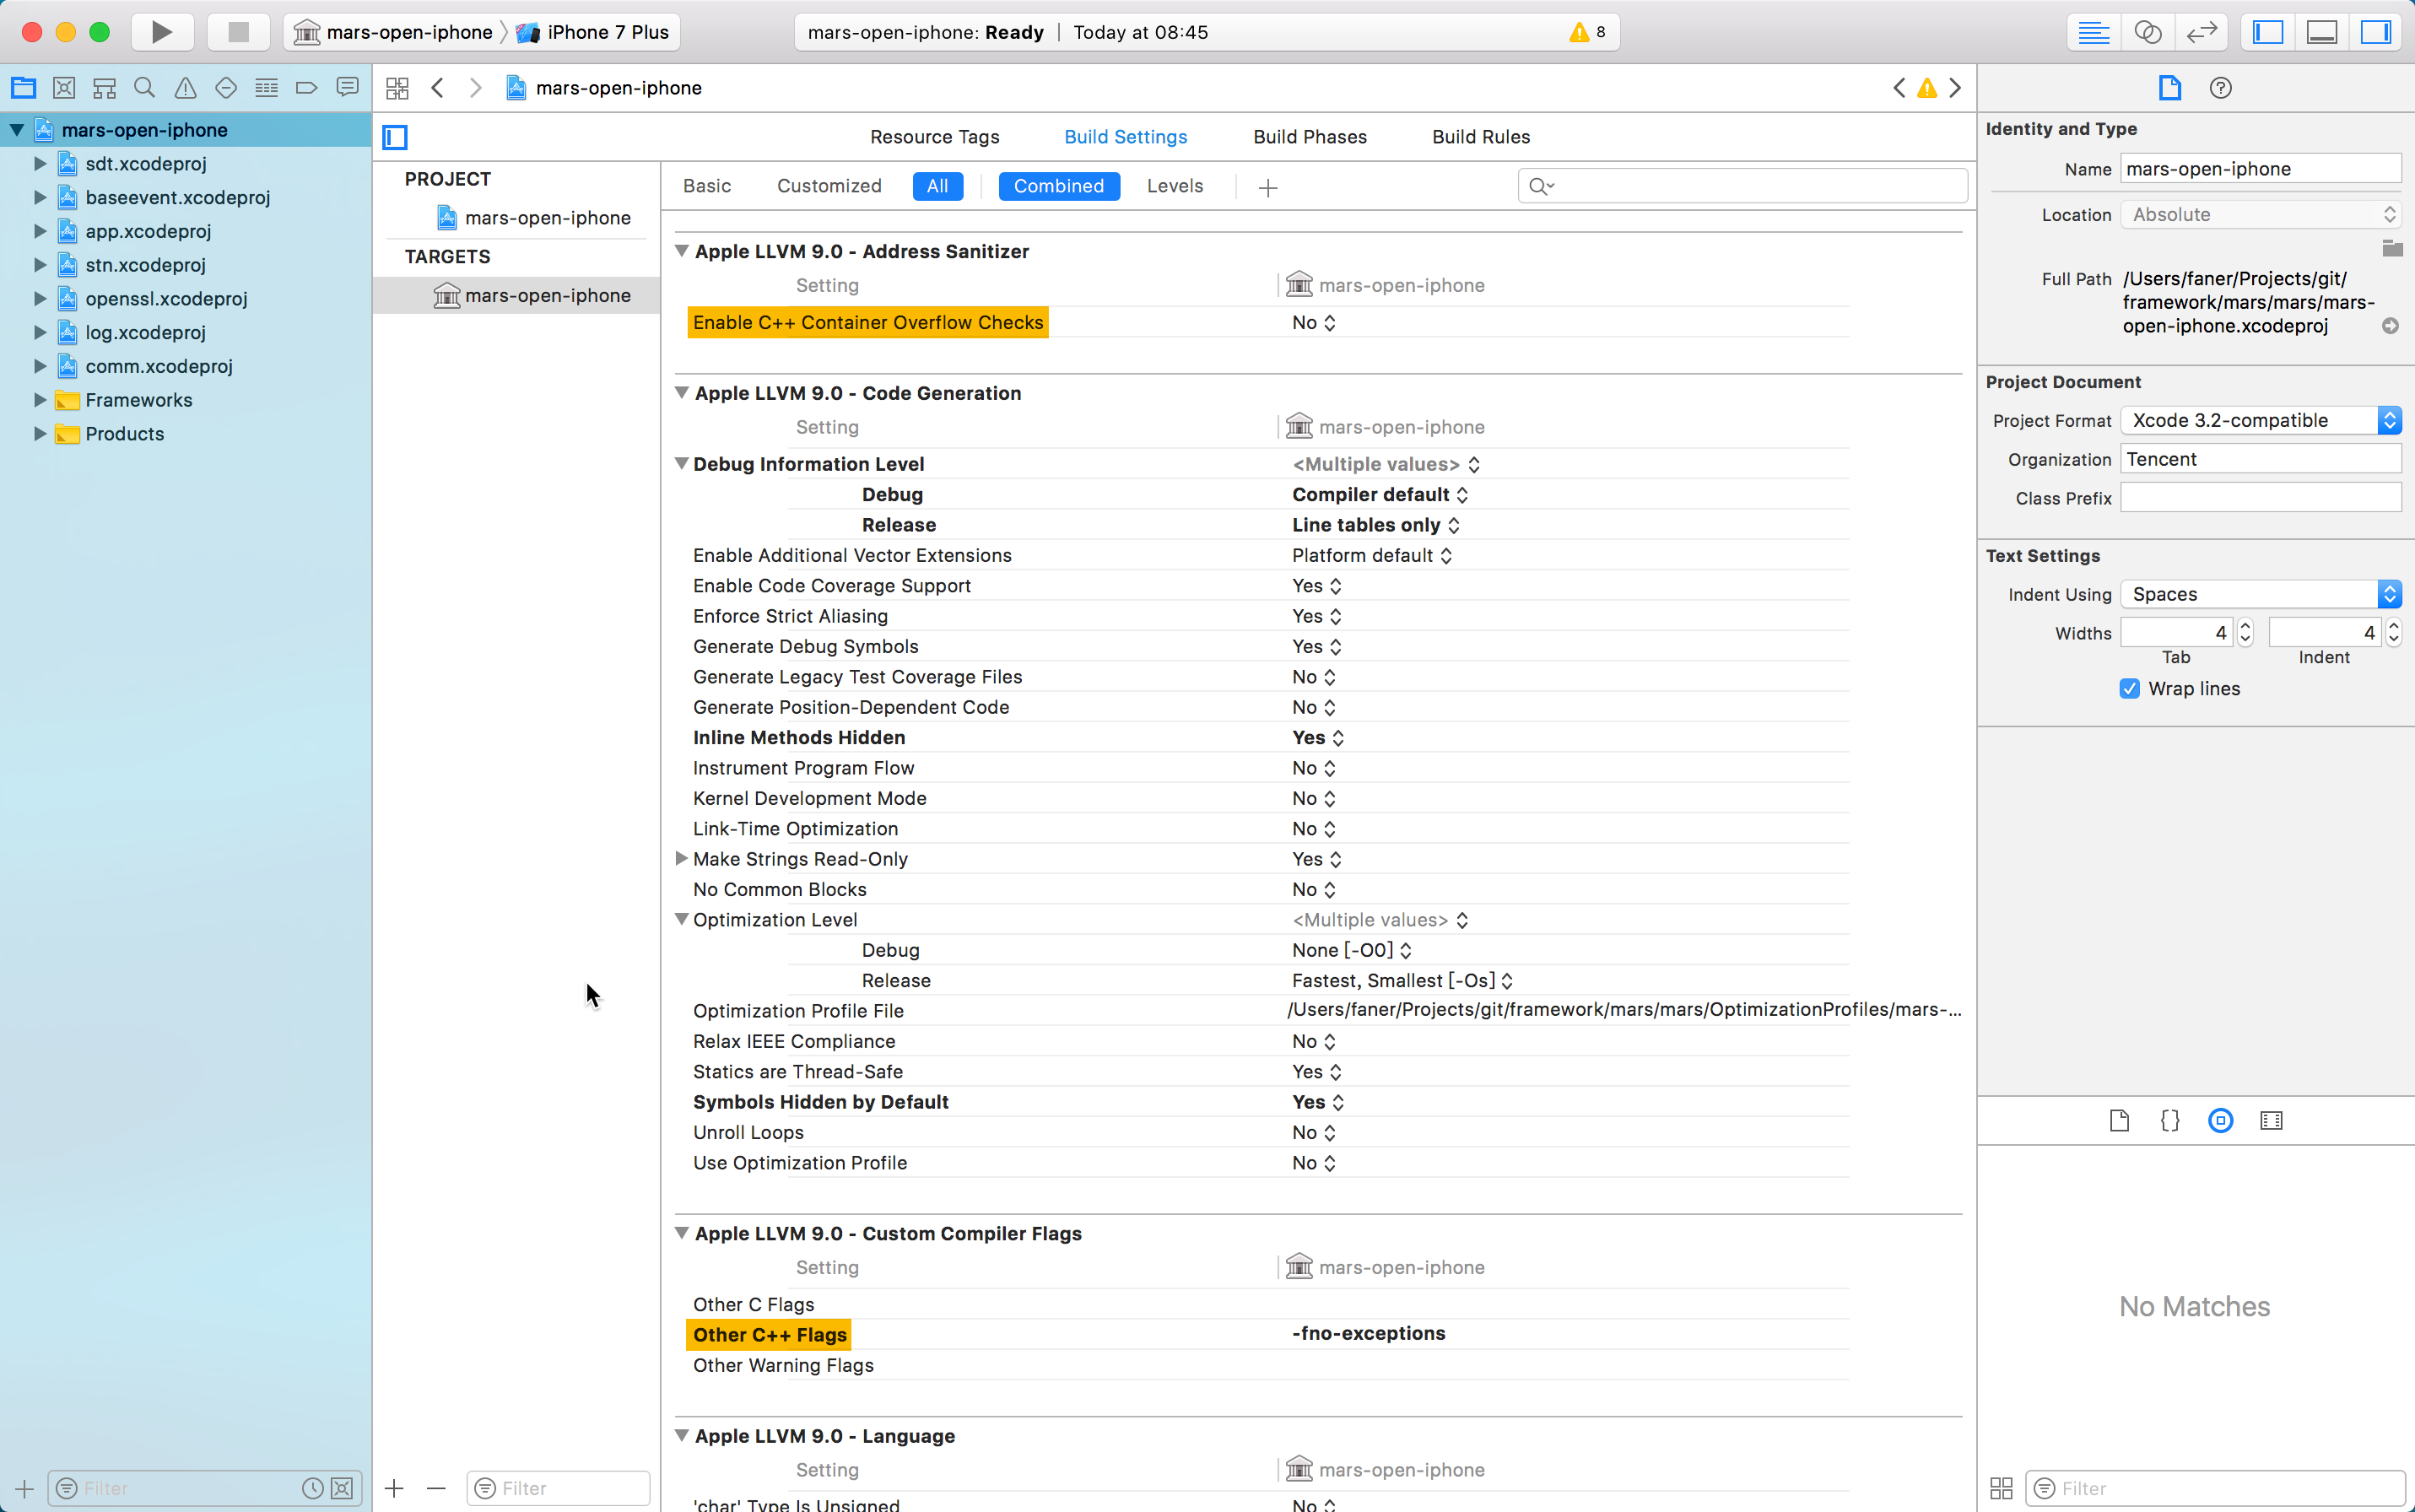 mars-open-iphone iPhone 7 Plus
mars-open-iphone: Ready | Today at 08:45
8
mars-open-iphone
sdt.xcodeproj
baseevent.xcodeproj
app.xcodeproj
stn.xcodeproj
openssl.xcodeproj
log.xcodeproj
comm.xcodeproj
Frameworks
Products
Filter
mars-open-iphone
Resource Tags Build Settings Build Phases Build Rules
PROJECT
mars-open-iphone
TARGETS
mars-open-iphone
Filter
Basic Customized All Combined Levels
Apple LLVM 9.0 - Address Sanitizer
Setting mars-open-iphone
Enable C++ Container Overflow Checks No
Apple LLVM 9.0 - Code Generation
Setting mars-open-iphone
Debug Information Level <Multiple values>
Debug Compiler default
Release Line tables only
Enable Additional Vector Extensions Platform default
Enable Code Coverage Support Yes
Enforce Strict Aliasing Yes
Generate Debug Symbols Yes
Generate Legacy Test Coverage Files No
Generate Position-Dependent Code No
Inline Methods Hidden Yes
Instrument Program Flow No
Kernel Development Mode No
Link-Time Optimization No
Make Strings Read-Only Yes
No Common Blocks No
Optimization Level <Multiple values>
Debug None [-O0]
Release Fastest, Smallest [-Os]
Optimization Profile File /Users/faner/Projects/git/framework/mars/mars/OptimizationProfiles/mars-...
Relax IEEE Compliance No
Statics are Thread-Safe Yes
Symbols Hidden by Default Yes
Unroll Loops No
Use Optimization Profile No
Apple LLVM 9.0 - Custom Compiler Flags
Setting mars-open-iphone
Other C Flags
Other C++ Flags -fno-exceptions
Other Warning Flags
Apple LLVM 9.0 - Language
Setting mars-open-iphone
'char' Type Is Unsigned No
Identity and Type
Name mars-open-iphone
Location Absolute
Full Path /Users/faner/Projects/git/
framework/mars/mars/mars-
open-iphone.xcodeproj
Project Document
Project Format Xcode 3.2-compatible
Organization Tencent
Class Prefix
Text Settings
Indent Using Spaces
Widths 4 4
Tab Indent
Wrap lines
{}
No Matches
Filter